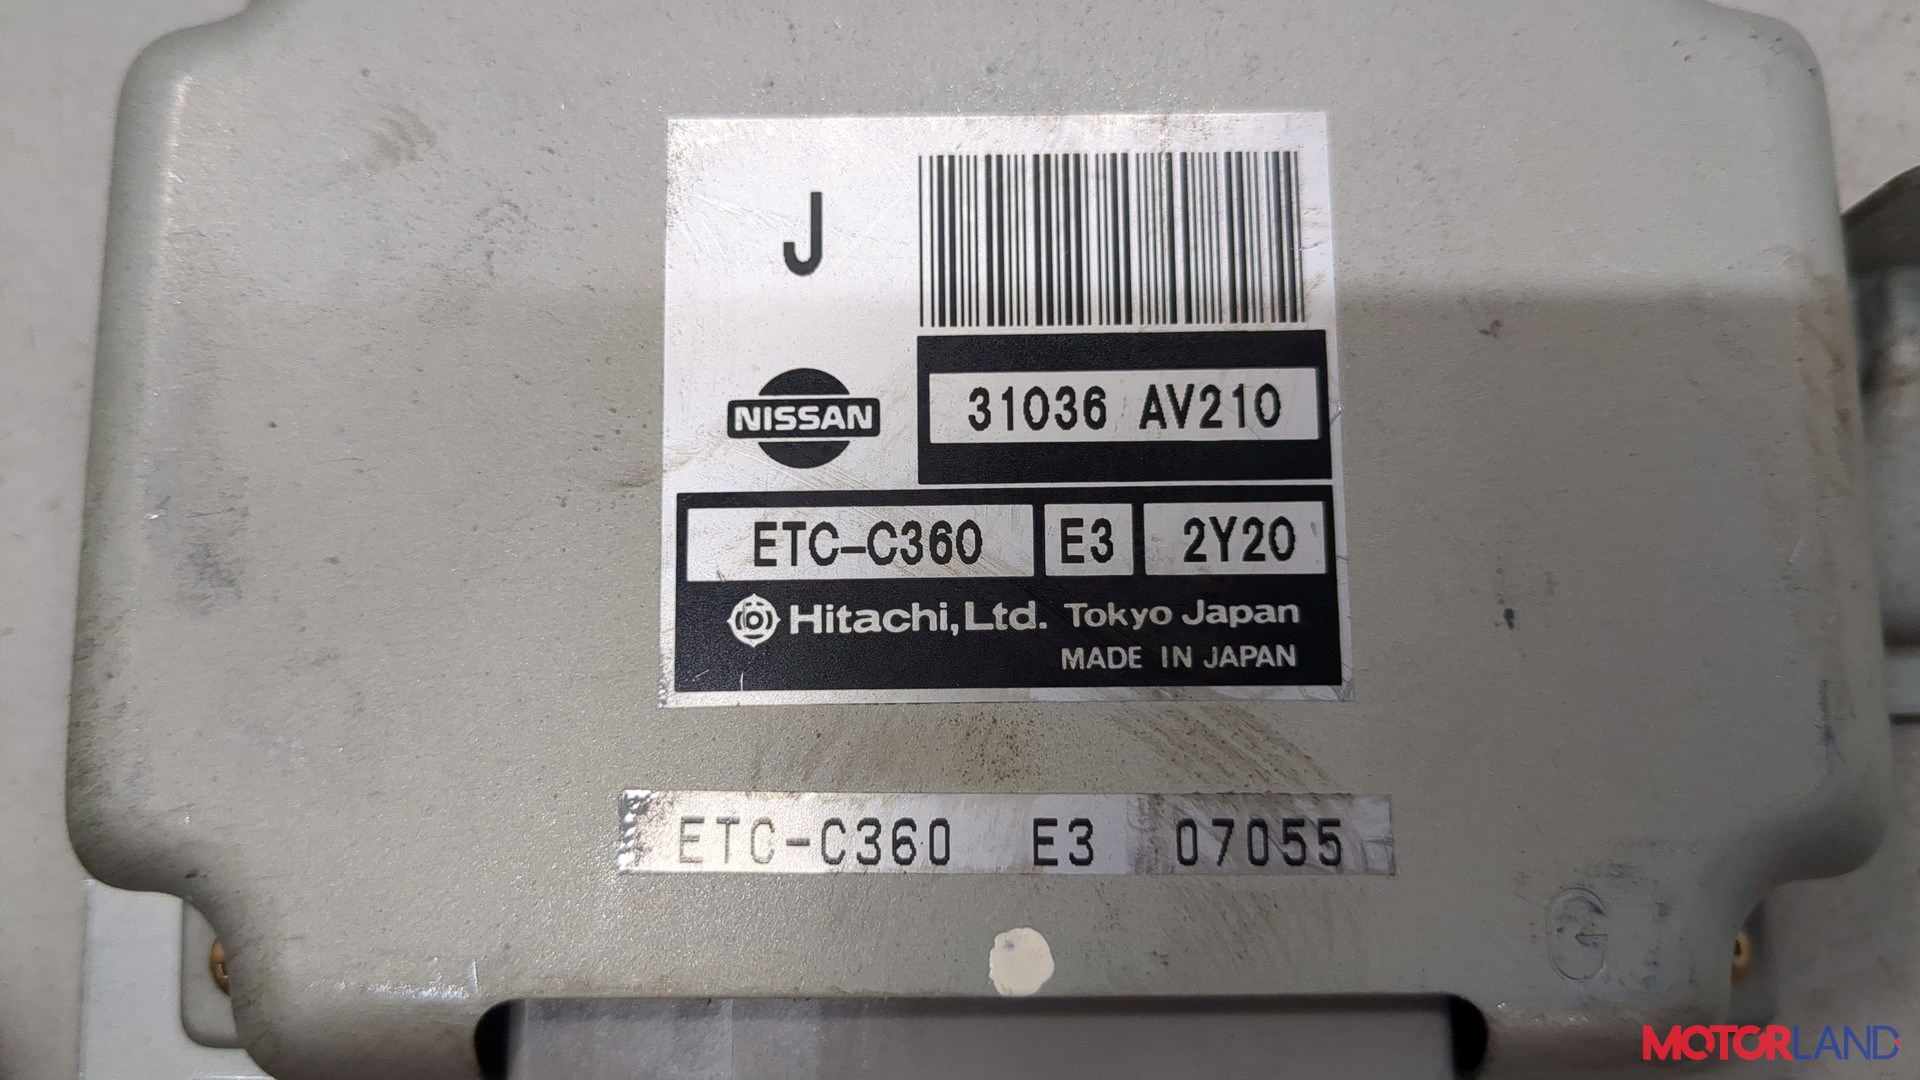 J
NISSAN
31036 AV210
ETC-C360 E3 2Y20
Hitachi,Ltd. Tokyo Japan
MADE IN JAPAN
ETC-C360 E3 07055
G
MOTORLAND